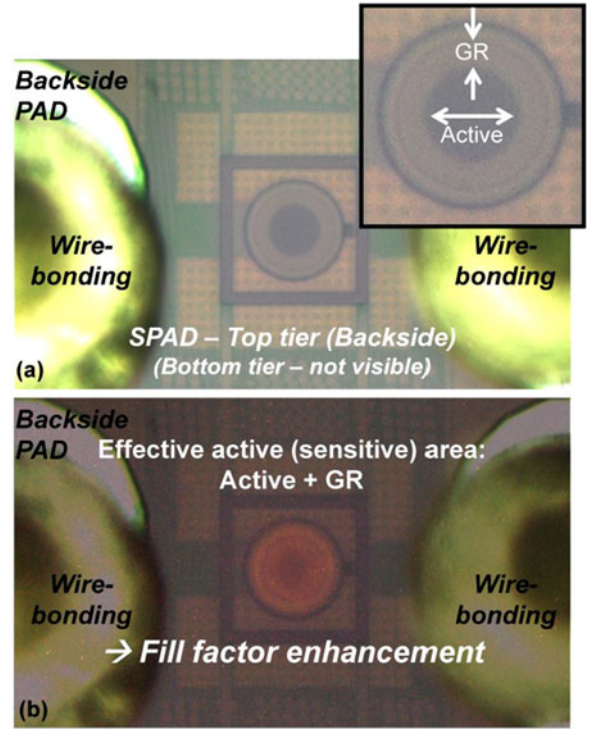 Backside
PAD
GR
Active
Wire-
bonding
Wire-
bonding
SPAD – Top tier (Backside)
(Bottom tier – not visible)
(a)
Backside
PAD
Effective active (sensitive) area:
Active + GR
Wire-
bonding
Wire-
bonding
→ Fill factor enhancement
(b)